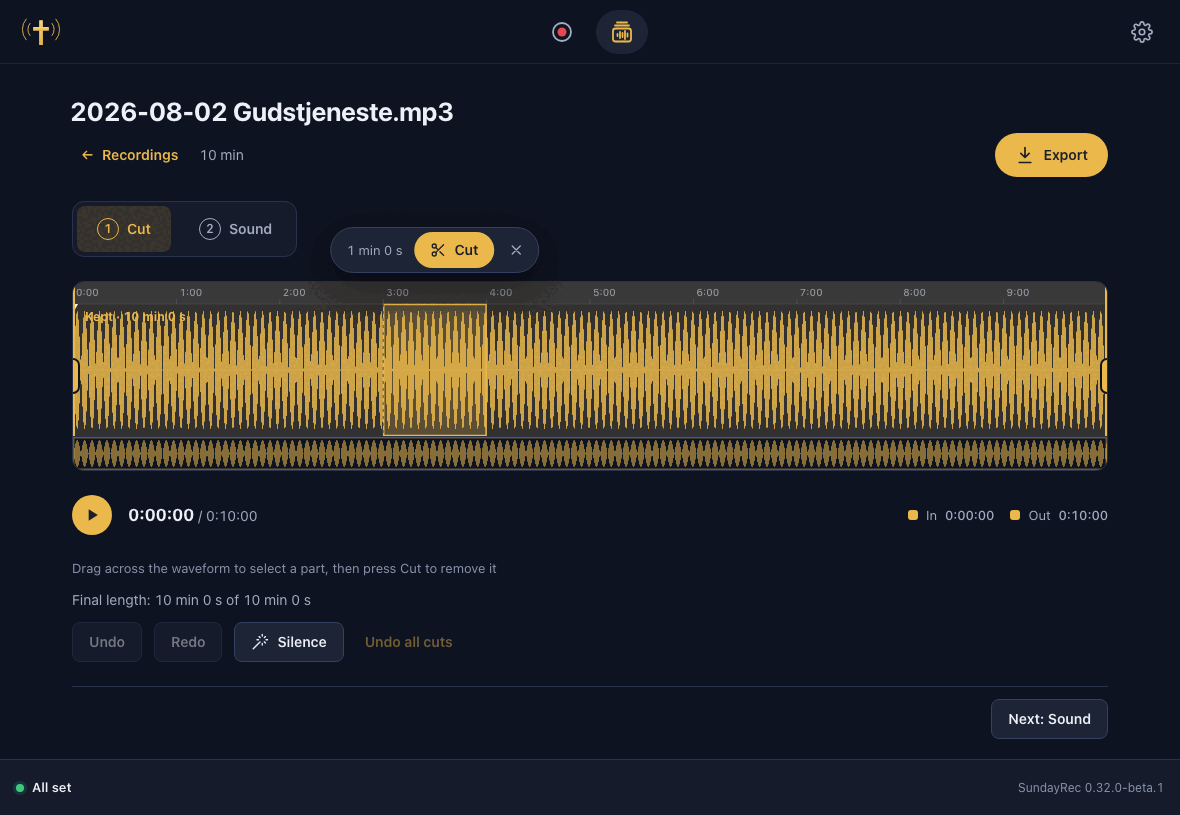 2026-08-02 Gudstjeneste.mp3
← Recordings 10 min
Export
1 Cut 2 Sound
1 min 0 s Cut ×
0:00 1:00 2:00 3:00 4:00 5:00 6:00 7:00 8:00 9:00
Kept · 10 min 0 s
0:00:00 / 0:10:00
In 0:00:00 Out 0:10:00
Drag across the waveform to select a part, then press Cut to remove it
Final length: 10 min 0 s of 10 min 0 s
Undo Redo Silence Undo all cuts
Next: Sound
All set
SundayRec 0.32.0-beta.1